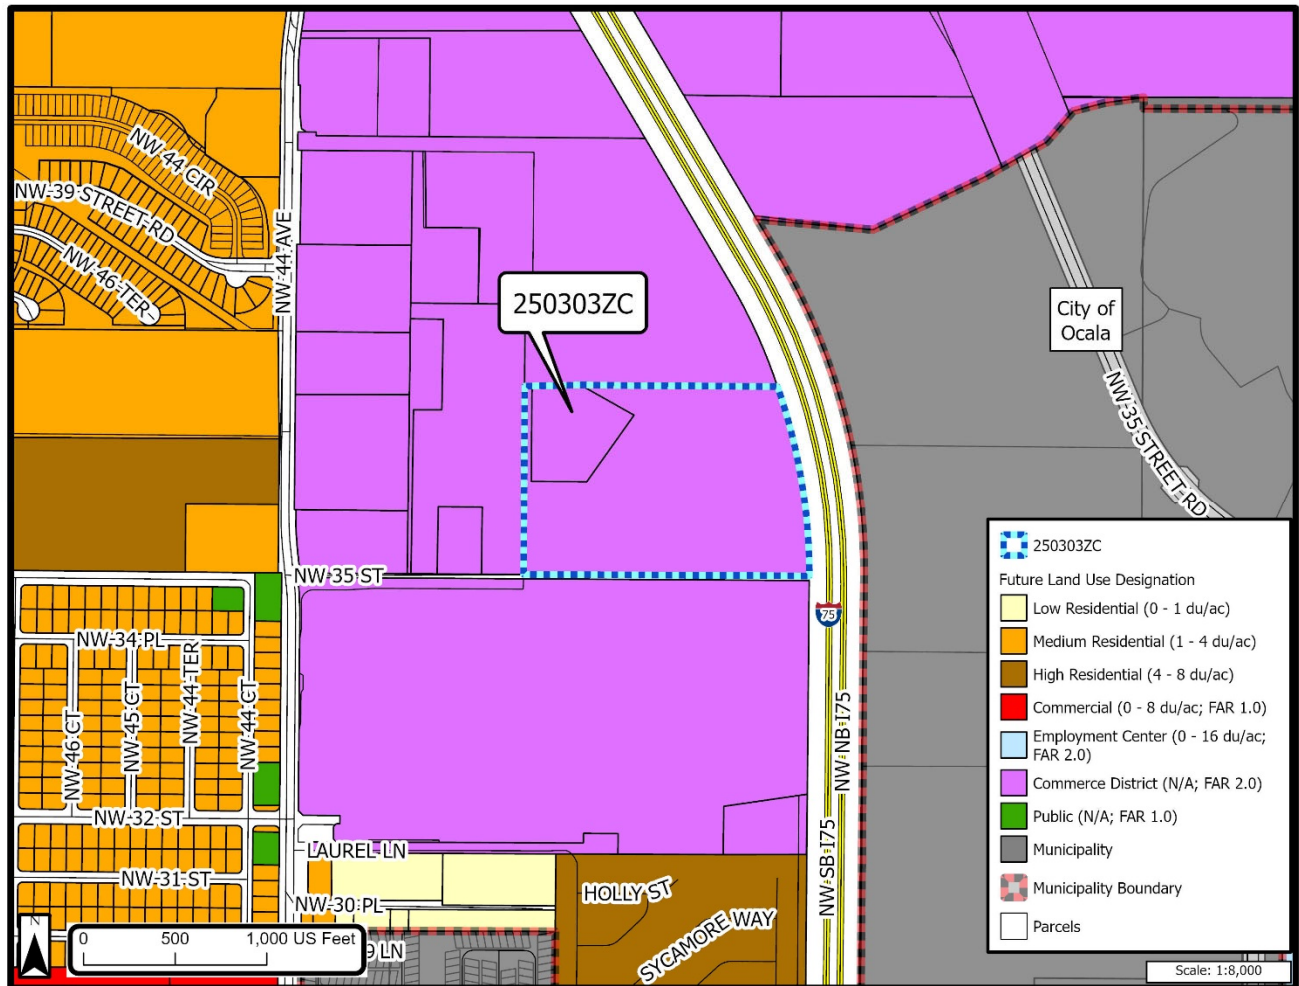 NW 44 CIR
NW 39 STREET RD
NW 46 TER
NW 44 AVE
250303ZC
City of
Ocala
NW 35 STREET RD
NW 35 ST
75
NW 34 PL
NW 46 CT
NW 45 CT
NW 44 TER
NW 44 CT
NW 32 ST
NW 31 ST
LAUREL LN
NW 30 PL
9 LN
HOLLY ST
SYCAMORE WAY
NW SB I75
NW NB I75
250303ZC
Future Land Use Designation
Low Residential (0 - 1 du/ac)
Medium Residential (1 - 4 du/ac)
High Residential (4 - 8 du/ac)
Commercial (0 - 8 du/ac; FAR 1.0)
Employment Center (0 - 16 du/ac;
FAR 2.0)
Commerce District (N/A; FAR 2.0)
Public (N/A; FAR 1.0)
Municipality
Municipality Boundary
Parcels
N
0 500 1,000 US Feet
Scale: 1:8,000